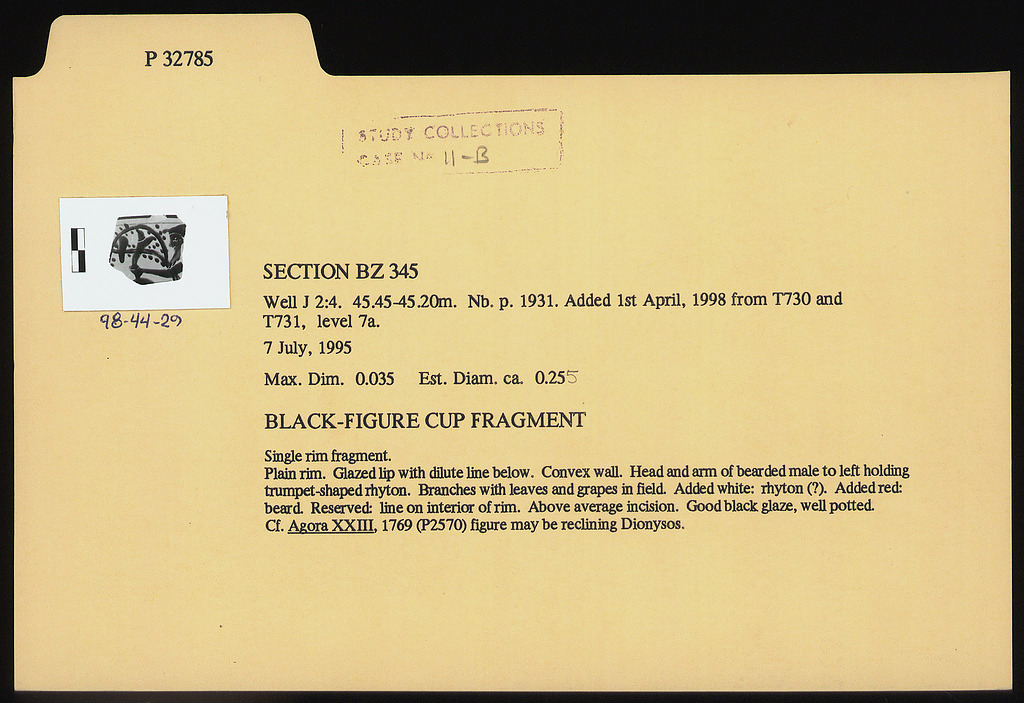 P 32785
STUDY COLLECTIONS
CASE No 11-B
98-44-29
SECTION BZ 345
Well J 2:4. 45.45-45.20m. Nb. p. 1931. Added 1st April, 1998 from T730 and
T731, level 7a.
7 July, 1995
Max. Dim. 0.035 Est. Diam. ca. 0.255
BLACK-FIGURE CUP FRAGMENT
Single rim fragment.
Plain rim. Glazed lip with dilute line below. Convex wall. Head and arm of bearded male to left holding
trumpet-shaped rhyton. Branches with leaves and grapes in field. Added white: rhyton (?). Added red:
beard. Reserved: line on interior of rim. Above average incision. Good black glaze, well potted.
Cf. Agora XXIII, 1769 (P2570) figure may be reclining Dionysos.